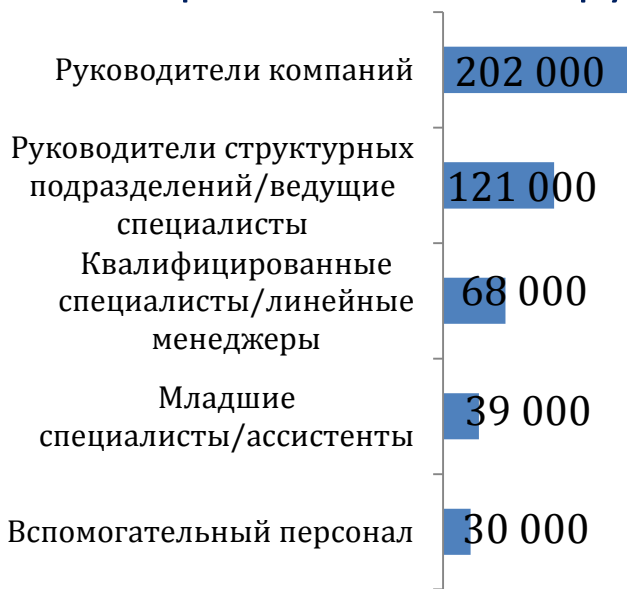 Руководители компаний
202 000
Руководители структурных
подразделений/ведущие
специалисты
121 000
Квалифицированные
специалисты/линейные
менеджеры
68 000
Младшие
специалисты/ассистенты
39 000
Вспомогательный персонал
30 000